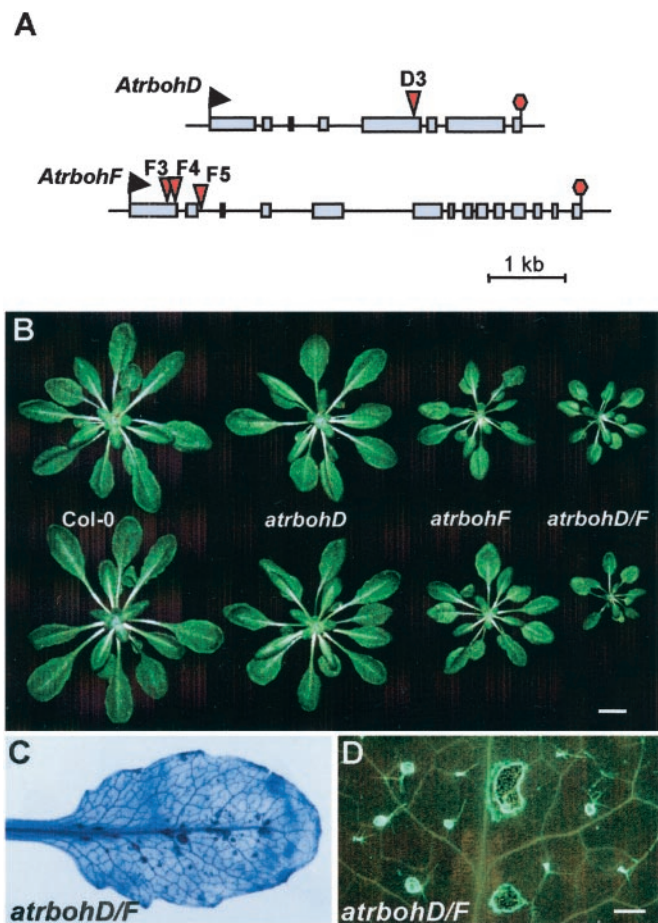 A
AtrbohD
D3
AtrbohF
F3 F4 F5
1 kb
B
Col-0 atrbohD atrbohF atrbohD/F
C
atrbohD/F
D
atrbohD/F